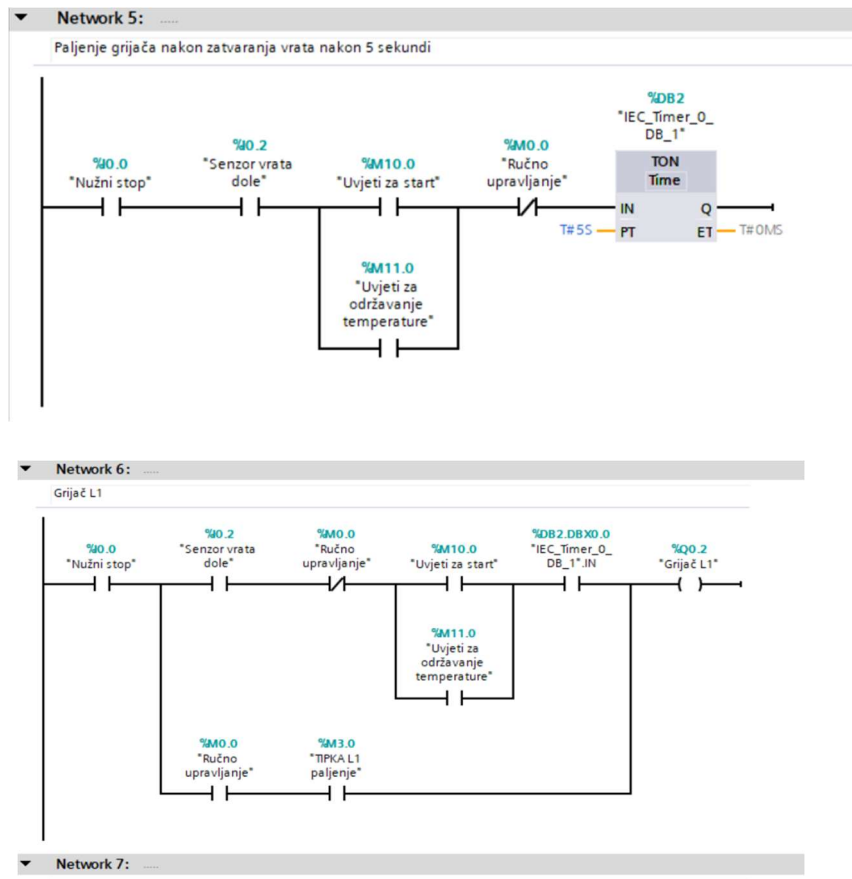 Network 5: .....
Paljenje grijača nakon zatvaranja vrata nakon 5 sekundi
%DB2
"IEC_Timer_0_
DB_1"
%I0.0
"Nužni stop"
%I0.2
"Senzor vrata
dole"
%M10.0
"Uvjeti za start"
%M0.0
"Ručno
upravljanje"
TON
Time
IN
Q
T#5S
PT
ET
T#0MS
%M11.0
"Uvjeti za
održavanje
temperature"
Network 6: .....
Grijač L1
%I0.0
"Nužni stop"
%I0.2
"Senzor vrata
dole"
%M0.0
"Ručno
upravljanje"
%M10.0
"Uvjeti za start"
%DB2.DBX0.0
"IEC_Timer_0_
DB_1".IN
%Q0.2
"Grijač L1"
%M11.0
"Uvjeti za
održavanje
temperature"
%M0.0
"Ručno
upravljanje"
%M3.0
"TIPKA L1
paljenje"
Network 7: .....